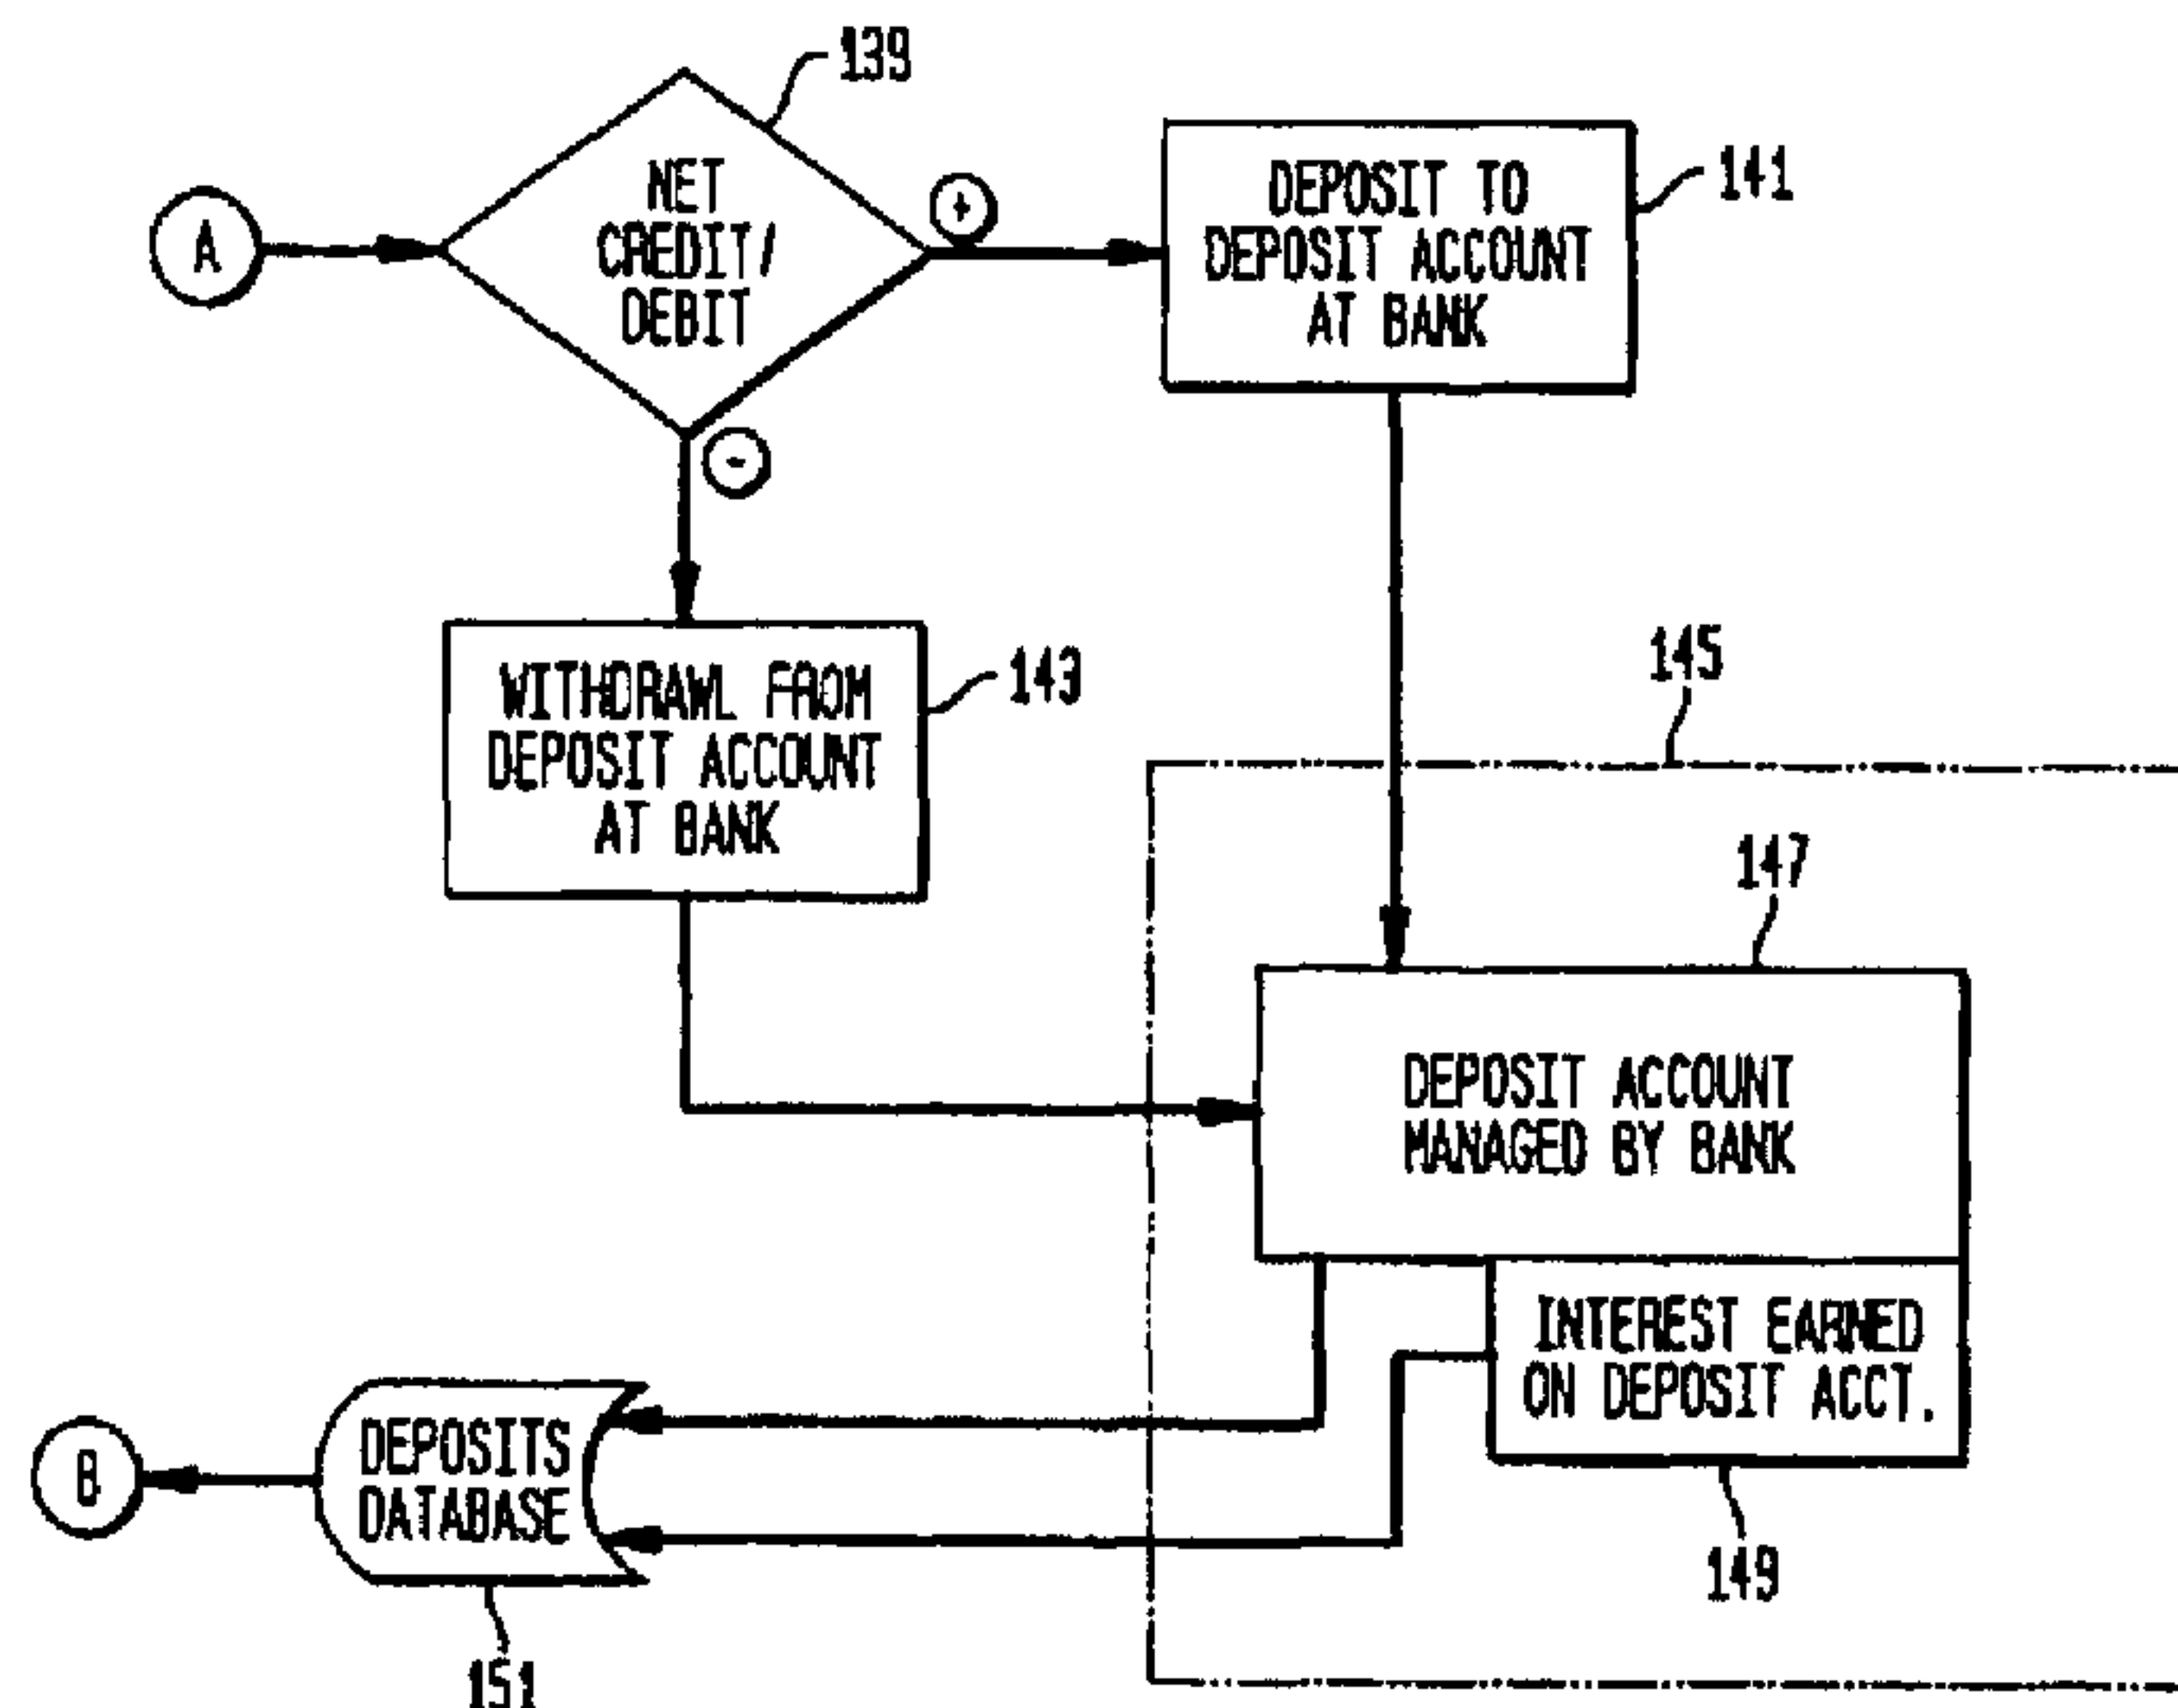 139
NET
CREDIT/
DEBIT
A
+
DEPOSIT TO
DEPOSIT ACCOUNT
AT BANK
141
-
WITHDRAWL FROM
DEPOSIT ACCOUNT
AT BANK
143
145
147
DEPOSIT ACCOUNT
MANAGED BY BANK
INTEREST EARNED
ON DEPOSIT ACCT.
149
DEPOSITS
DATABASE
B
151